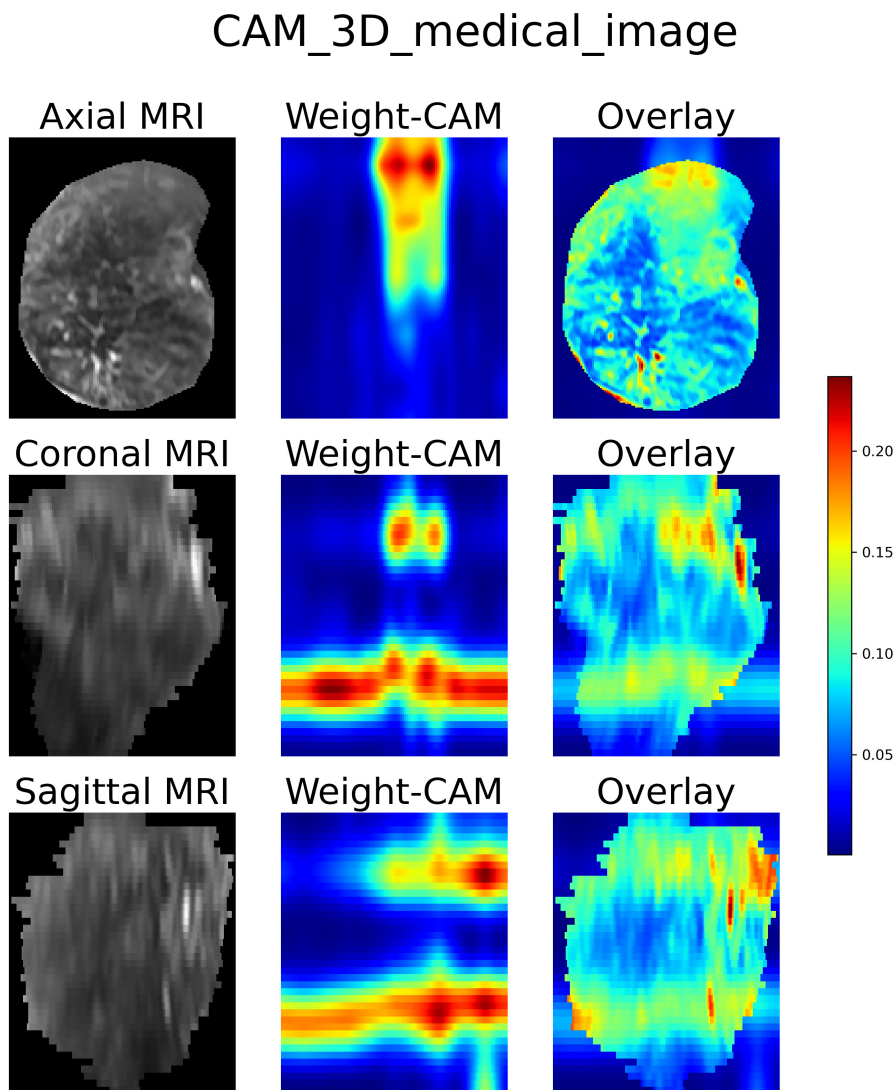 CAM_3D_medical_image
Axial MRI Weight-CAM Overlay
Coronal MRI Weight-CAM Overlay
0.20
0.15
0.10
0.05
Sagittal MRI Weight-CAM Overlay